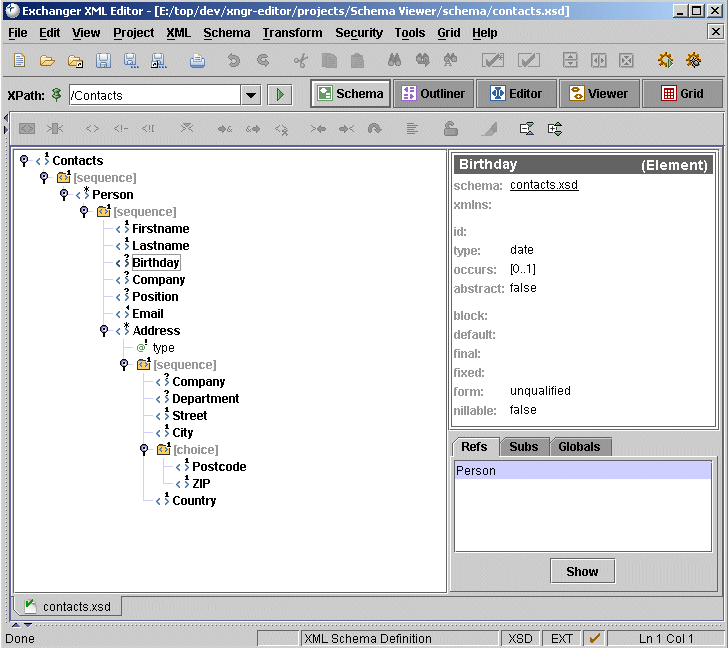 Exchanger XML Editor - [E:/top/dev/xngr-editor/projects/Schema Viewer/schema/contacts.xsd]
File Edit View Project XML Schema Transform Security Tools Grid Help
XPath: /Contacts Schema Outliner Editor Viewer Grid
Contacts
[sequence]
Person
[sequence]
Firstname
Lastname
Birthday
Company
Position
Email
Address
type
[sequence]
Company
Department
Street
City
[choice]
Postcode
ZIP
Country
Birthday (Element)
schema: contacts.xsd
xmlns:
id:
type: date
occurs: [0..1]
abstract: false
block:
default:
final:
fixed:
form: unqualified
nillable: false
Refs Subs Globals
Person
Show
contacts.xsd
Done XML Schema Definition XSD EXT Ln 1 Col 1